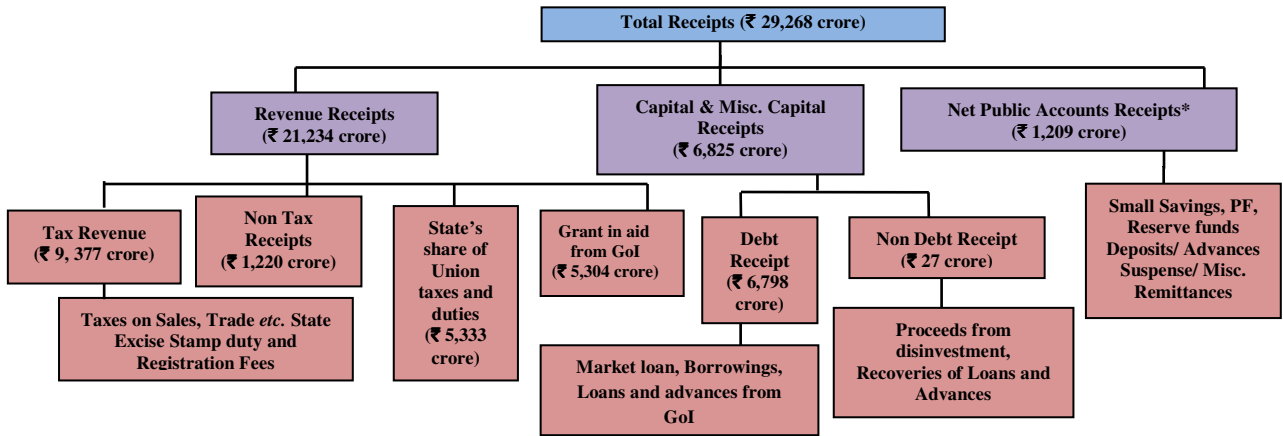 Total Receipts (₹ 29,268 crore)
Revenue Receipts
(₹ 21,234 crore)
Capital & Misc. Capital
Receipts
(₹ 6,825 crore)
Net Public Accounts Receipts*
(₹ 1,209 crore)
Tax Revenue
(₹ 9, 377 crore)
Non Tax
Receipts
(₹ 1,220 crore)
State's
share of
Union
taxes and
duties
(₹ 5,333
crore)
Grant in aid
from GoI
(₹ 5,304 crore)
Debt
Receipt
(₹ 6,798
crore)
Non Debt Receipt
(₹ 27 crore)
Small Savings, PF,
Reserve funds
Deposits/ Advances
Suspense/ Misc.
Remittances
Taxes on Sales, Trade etc. State
Excise Stamp duty and
Registration Fees
Market loan, Borrowings,
Loans and advances from
GoI
Proceeds from
disinvestment,
Recoveries of Loans and
Advances